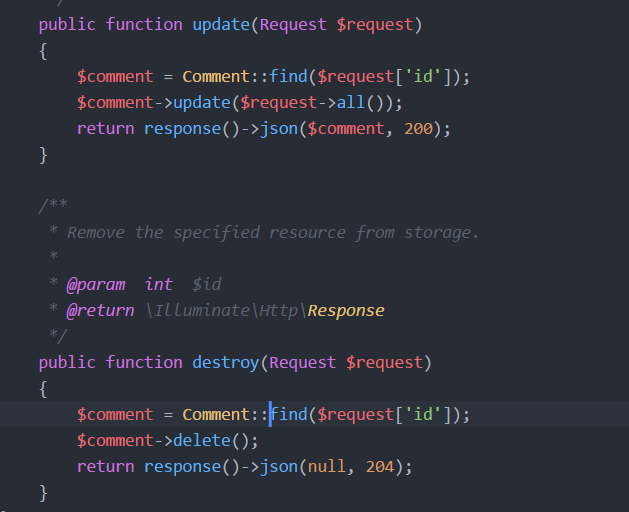 */
public function update(Request $request)
{
    $comment = Comment::find($request['id']);
    $comment->update($request->all());
    return response()->json($comment, 200);
}

/**
 * Remove the specified resource from storage.
 *
 * @param  int  $id
 * @return \Illuminate\Http\Response
 */
public function destroy(Request $request)
{
    $comment = Comment::find($request['id']);
    $comment->delete();
    return response()->json(null, 204);
}